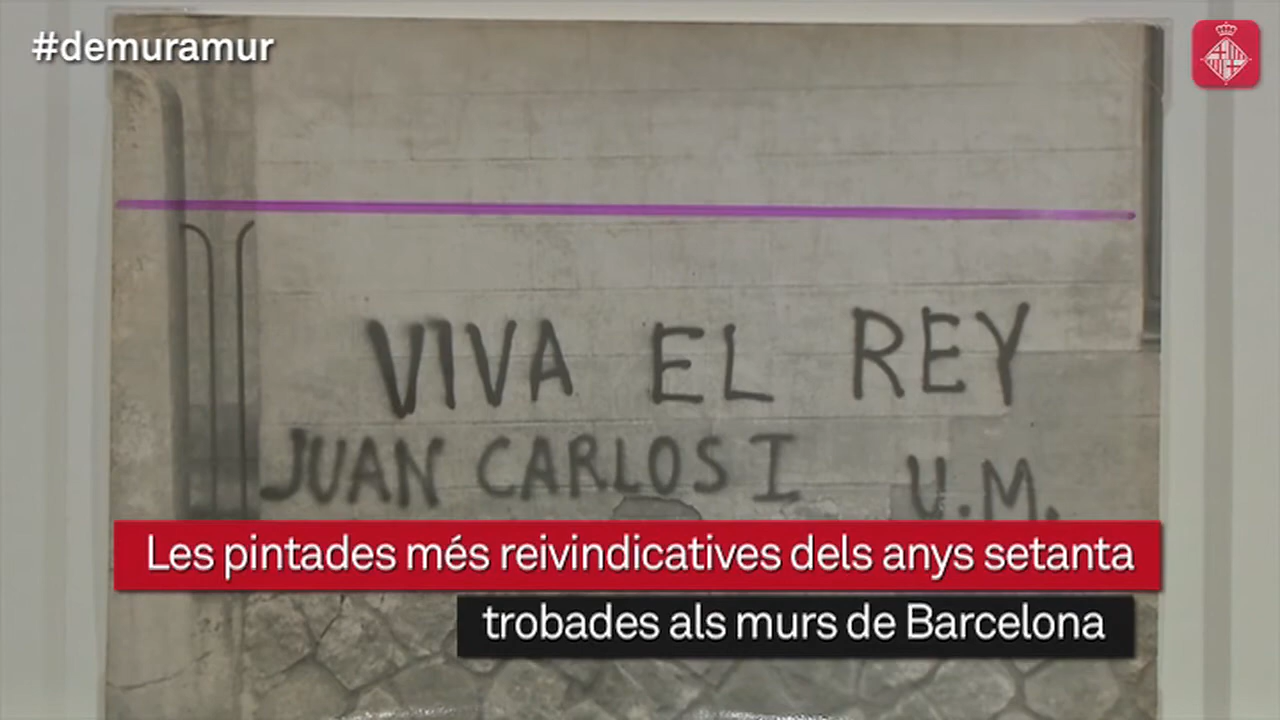 #demuramur
VIVA EL REY
JUAN CARLOS I U.M.
Les pintades més reivindicatives dels anys setanta
trobades als murs de Barcelona